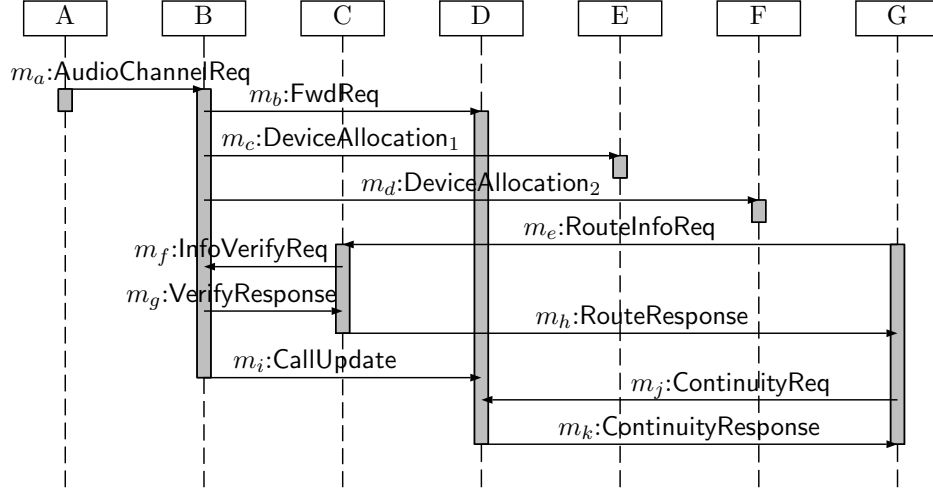 A B C D E F G
m_a:AudioChannelReq
m_b:FwdReq
m_c:DeviceAllocation_1
m_d:DeviceAllocation_2
m_e:RouteInfoReq
m_f:InfoVerifyReq
m_g:VerifyResponse
m_h:RouteResponse
m_i:CallUpdate
m_j:ContinuityReq
m_k:ContinuityResponse